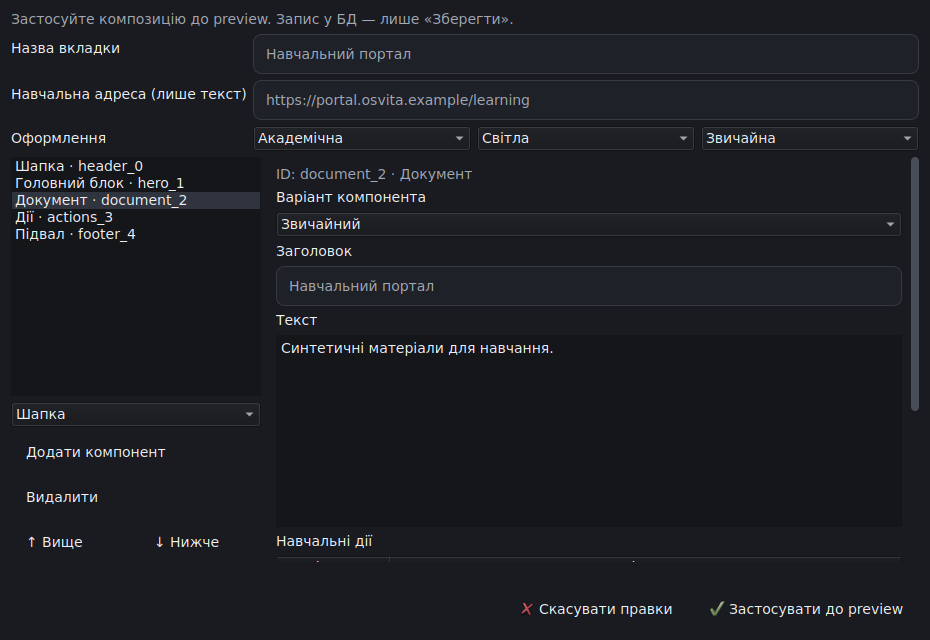 Застосуйте композицію до preview. Запис у БД — лише «Зберегти».
Назва вкладки
Навчальний портал
Навчальна адреса (лише текст)
https://portal.osvita.example/learning
Оформлення
Академічна
Світла
Звичайна
Шапка · header_0
Головний блок · hero_1
Документ · document_2
Дії · actions_3
Підвал · footer_4
Шапка
Додати компонент
Видалити
↑ Вище
↓ Нижче
ID: document_2 · Документ
Варіант компонента
Звичайний
Заголовок
Навчальний портал
Текст
Синтетичні матеріали для навчання.
Навчальні дії
✗ Скасувати правки
✓ Застосувати до preview